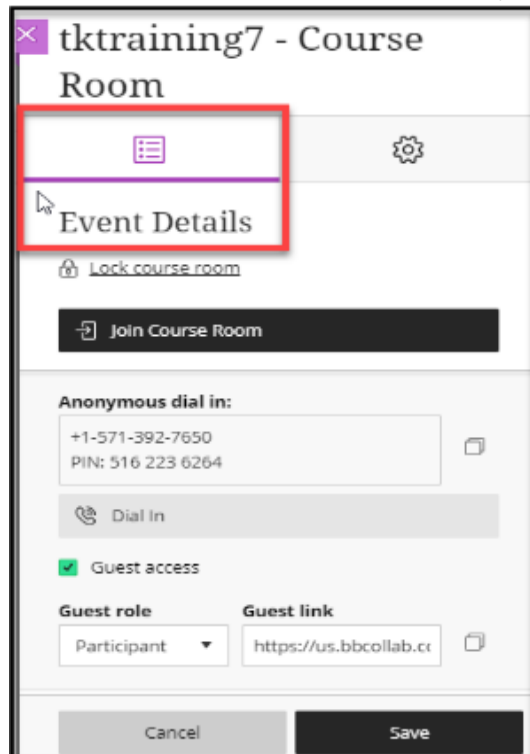 tktraining7 - Course
Room
Event Details
Lock course room
Join Course Room
Anonymous dial in:
+1-571-392-7650
PIN: 516 223 6264
Dial In
Guest access
Guest role Guest link
Participant https://us.bbcollab.cc
Cancel Save